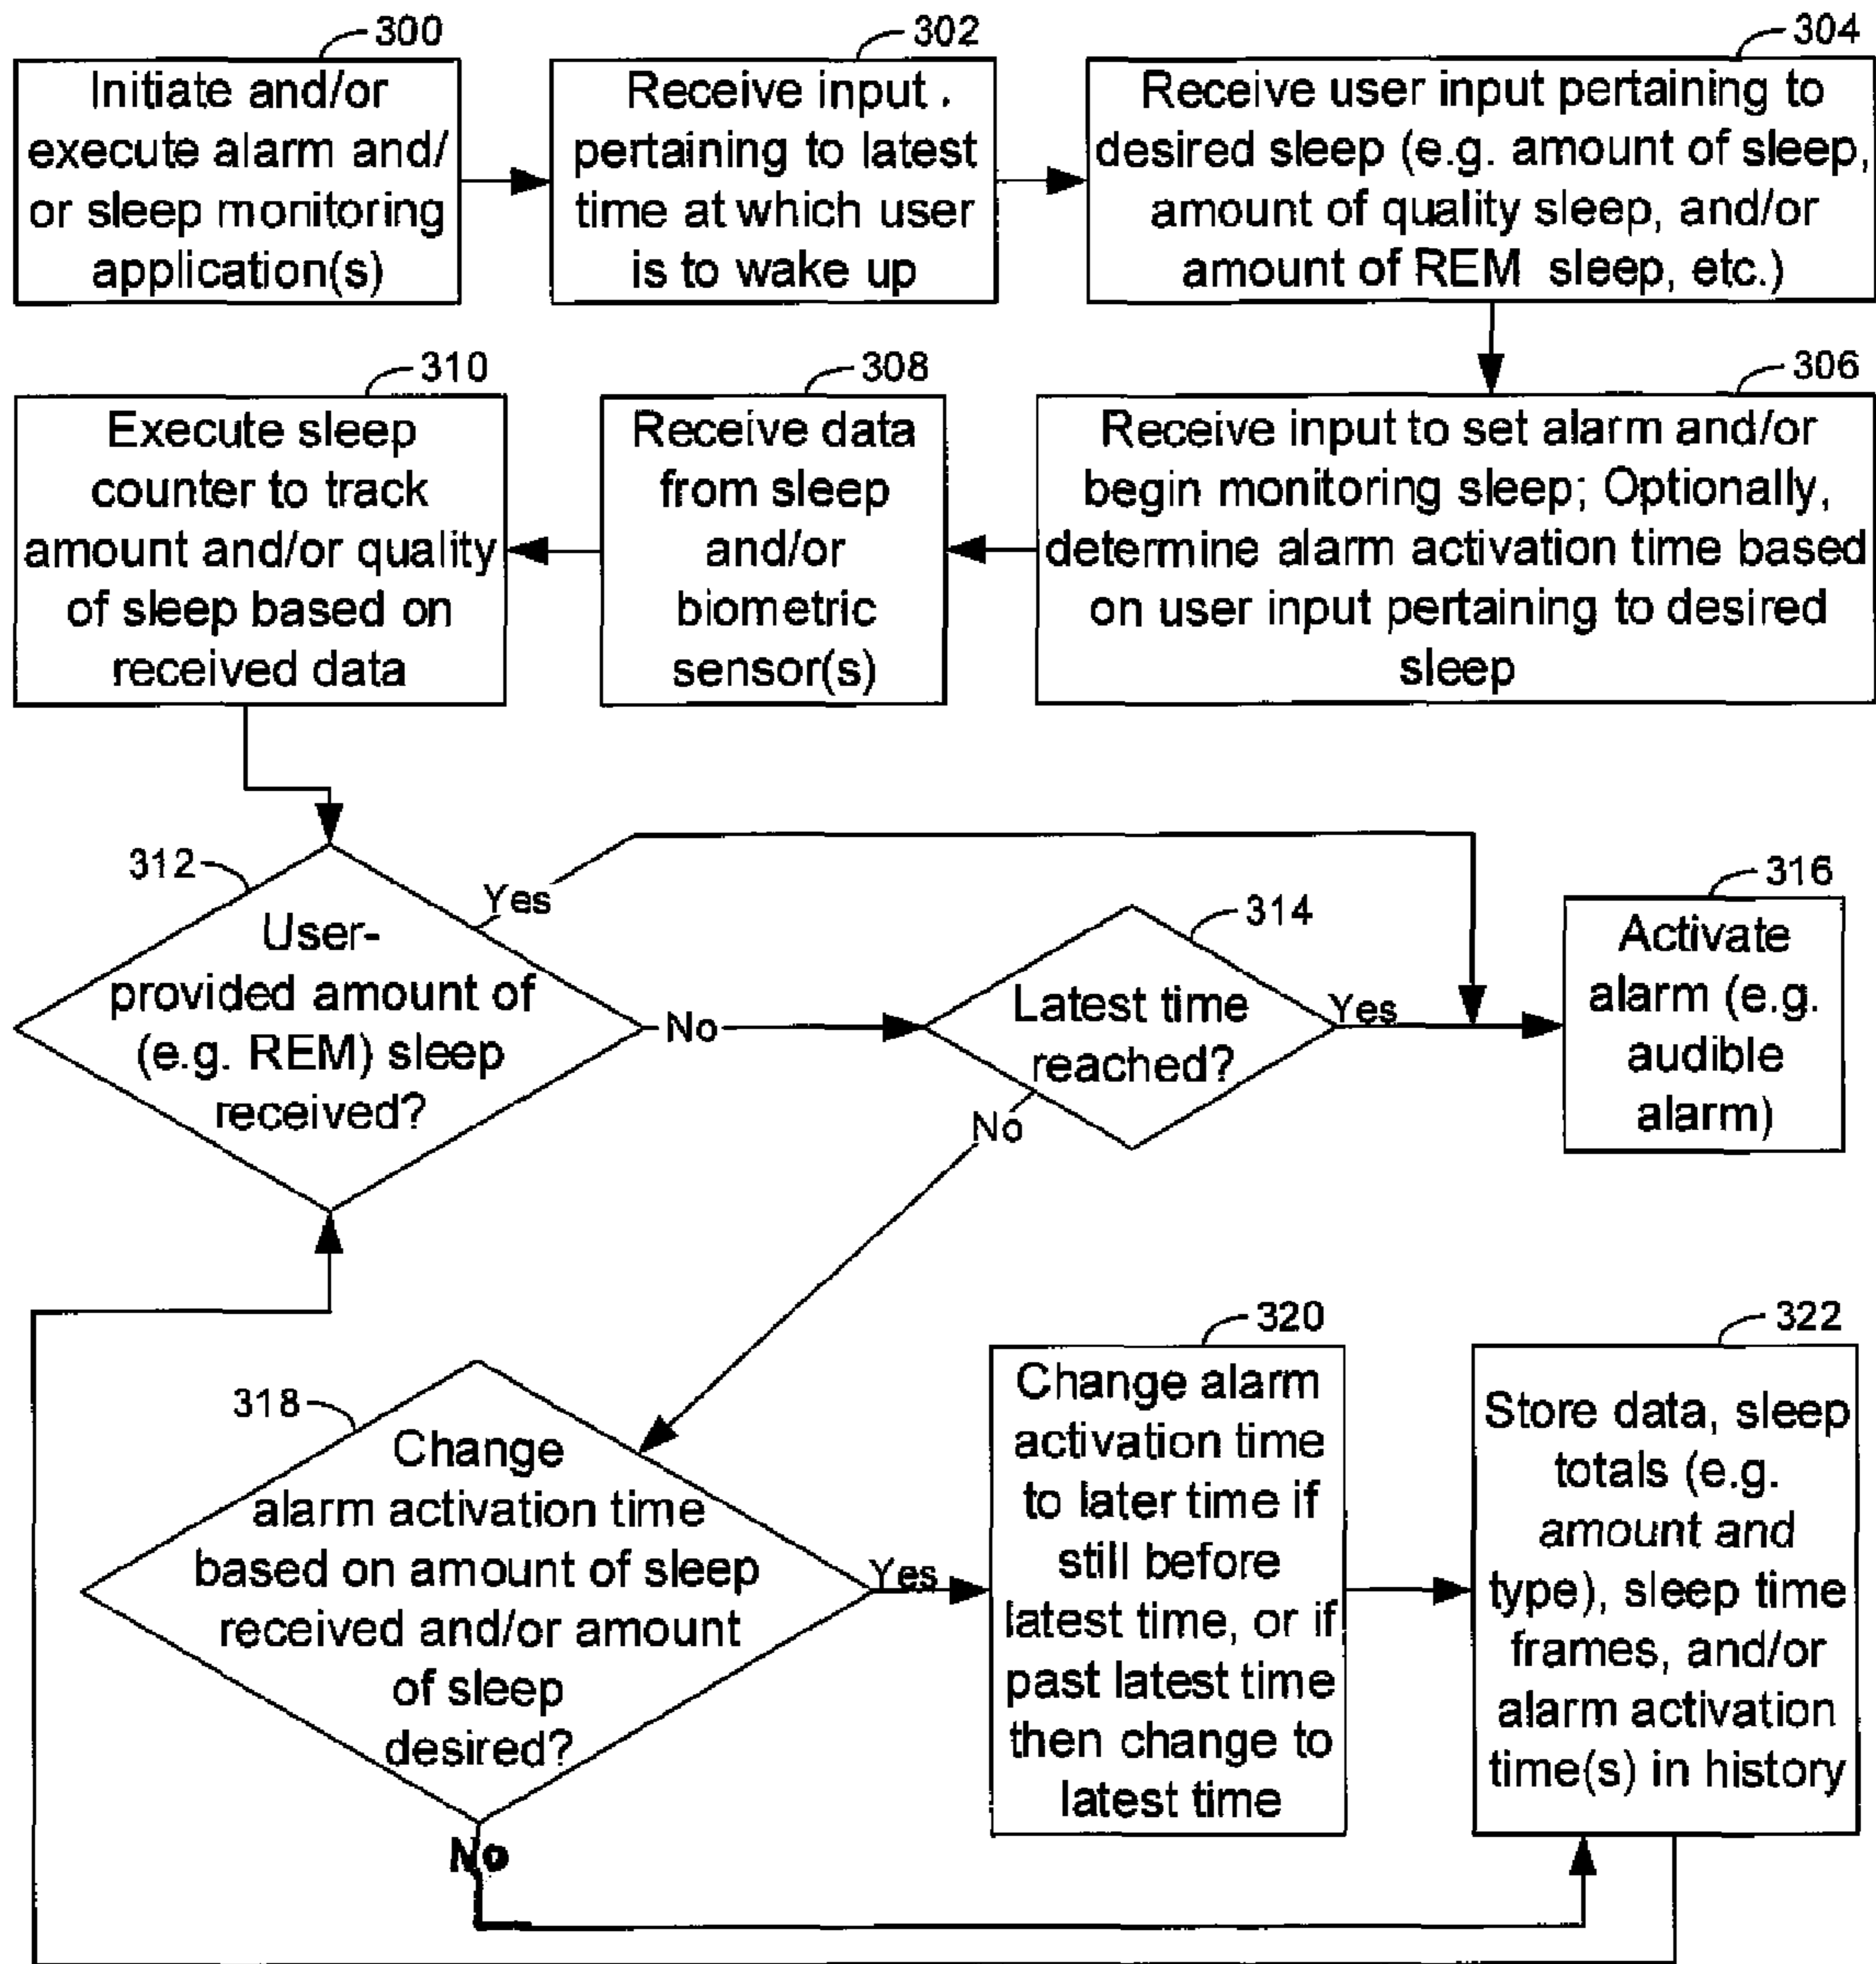 300
Initiate and/or
execute alarm and/
or sleep monitoring
application(s)
302
Receive input .
pertaining to latest
time at which user
is to wake up
304
Receive user input pertaining to
desired sleep (e.g. amount of sleep,
amount of quality sleep, and/or
amount of REM sleep, etc.)
310
Execute sleep
counter to track
amount and/or quality
of sleep based on
received data
308
Receive data
from sleep
and/or
biometric
sensor(s)
306
Receive input to set alarm and/or
begin monitoring sleep; Optionally,
determine alarm activation time based
on user input pertaining to desired
sleep
312
User-
provided amount of
(e.g. REM) sleep
received?
Yes
No
314
Latest time
reached?
Yes
No
316
Activate
alarm (e.g.
audible
alarm)
318
Change
alarm activation time
based on amount of sleep
received and/or amount
of sleep
desired?
Yes
No
320
Change alarm
activation time
to later time if
still before
latest time, or if
past latest time
then change to
latest time
322
Store data, sleep
totals (e.g.
amount and
type), sleep time
frames, and/or
alarm activation
time(s) in history